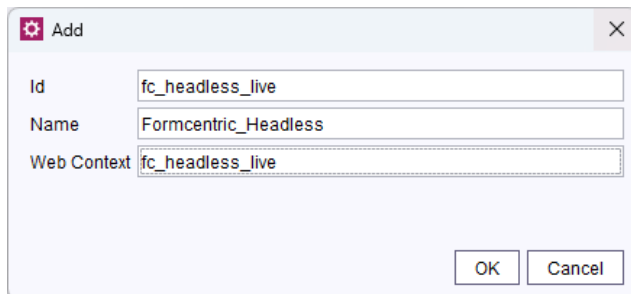 Add
Id fc_headless_live
Name Formcentric_Headless
Web Context fc_headless_live
OK Cancel